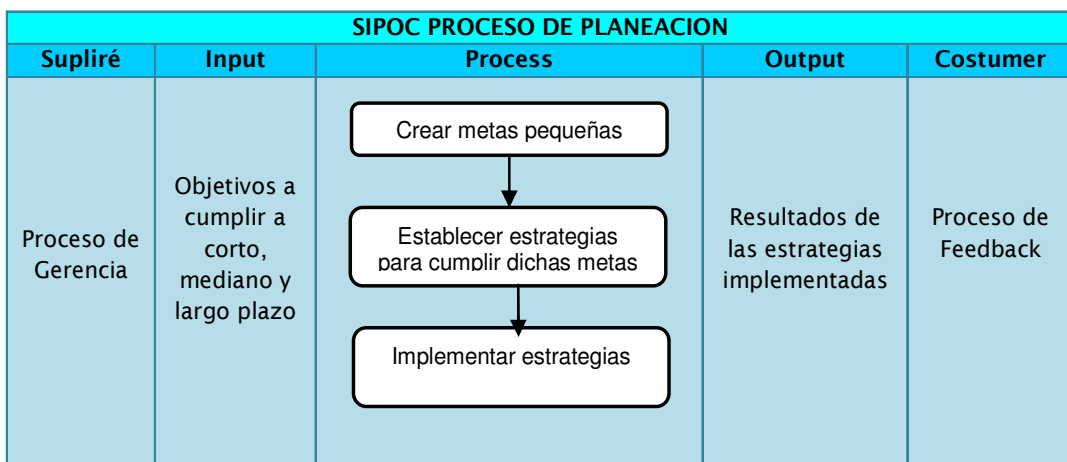 SIPOC PROCESO DE PLANEACION
Supliré Input Process Output Costumer
Proceso de
Gerencia
Objetivos a
cumplir a
corto,
mediano y
largo plazo
Crear metas pequeñas
Establecer estrategias
para cumplir dichas metas
Implementar estrategias
Resultados de
las estrategias
implementadas
Proceso de
Feedback